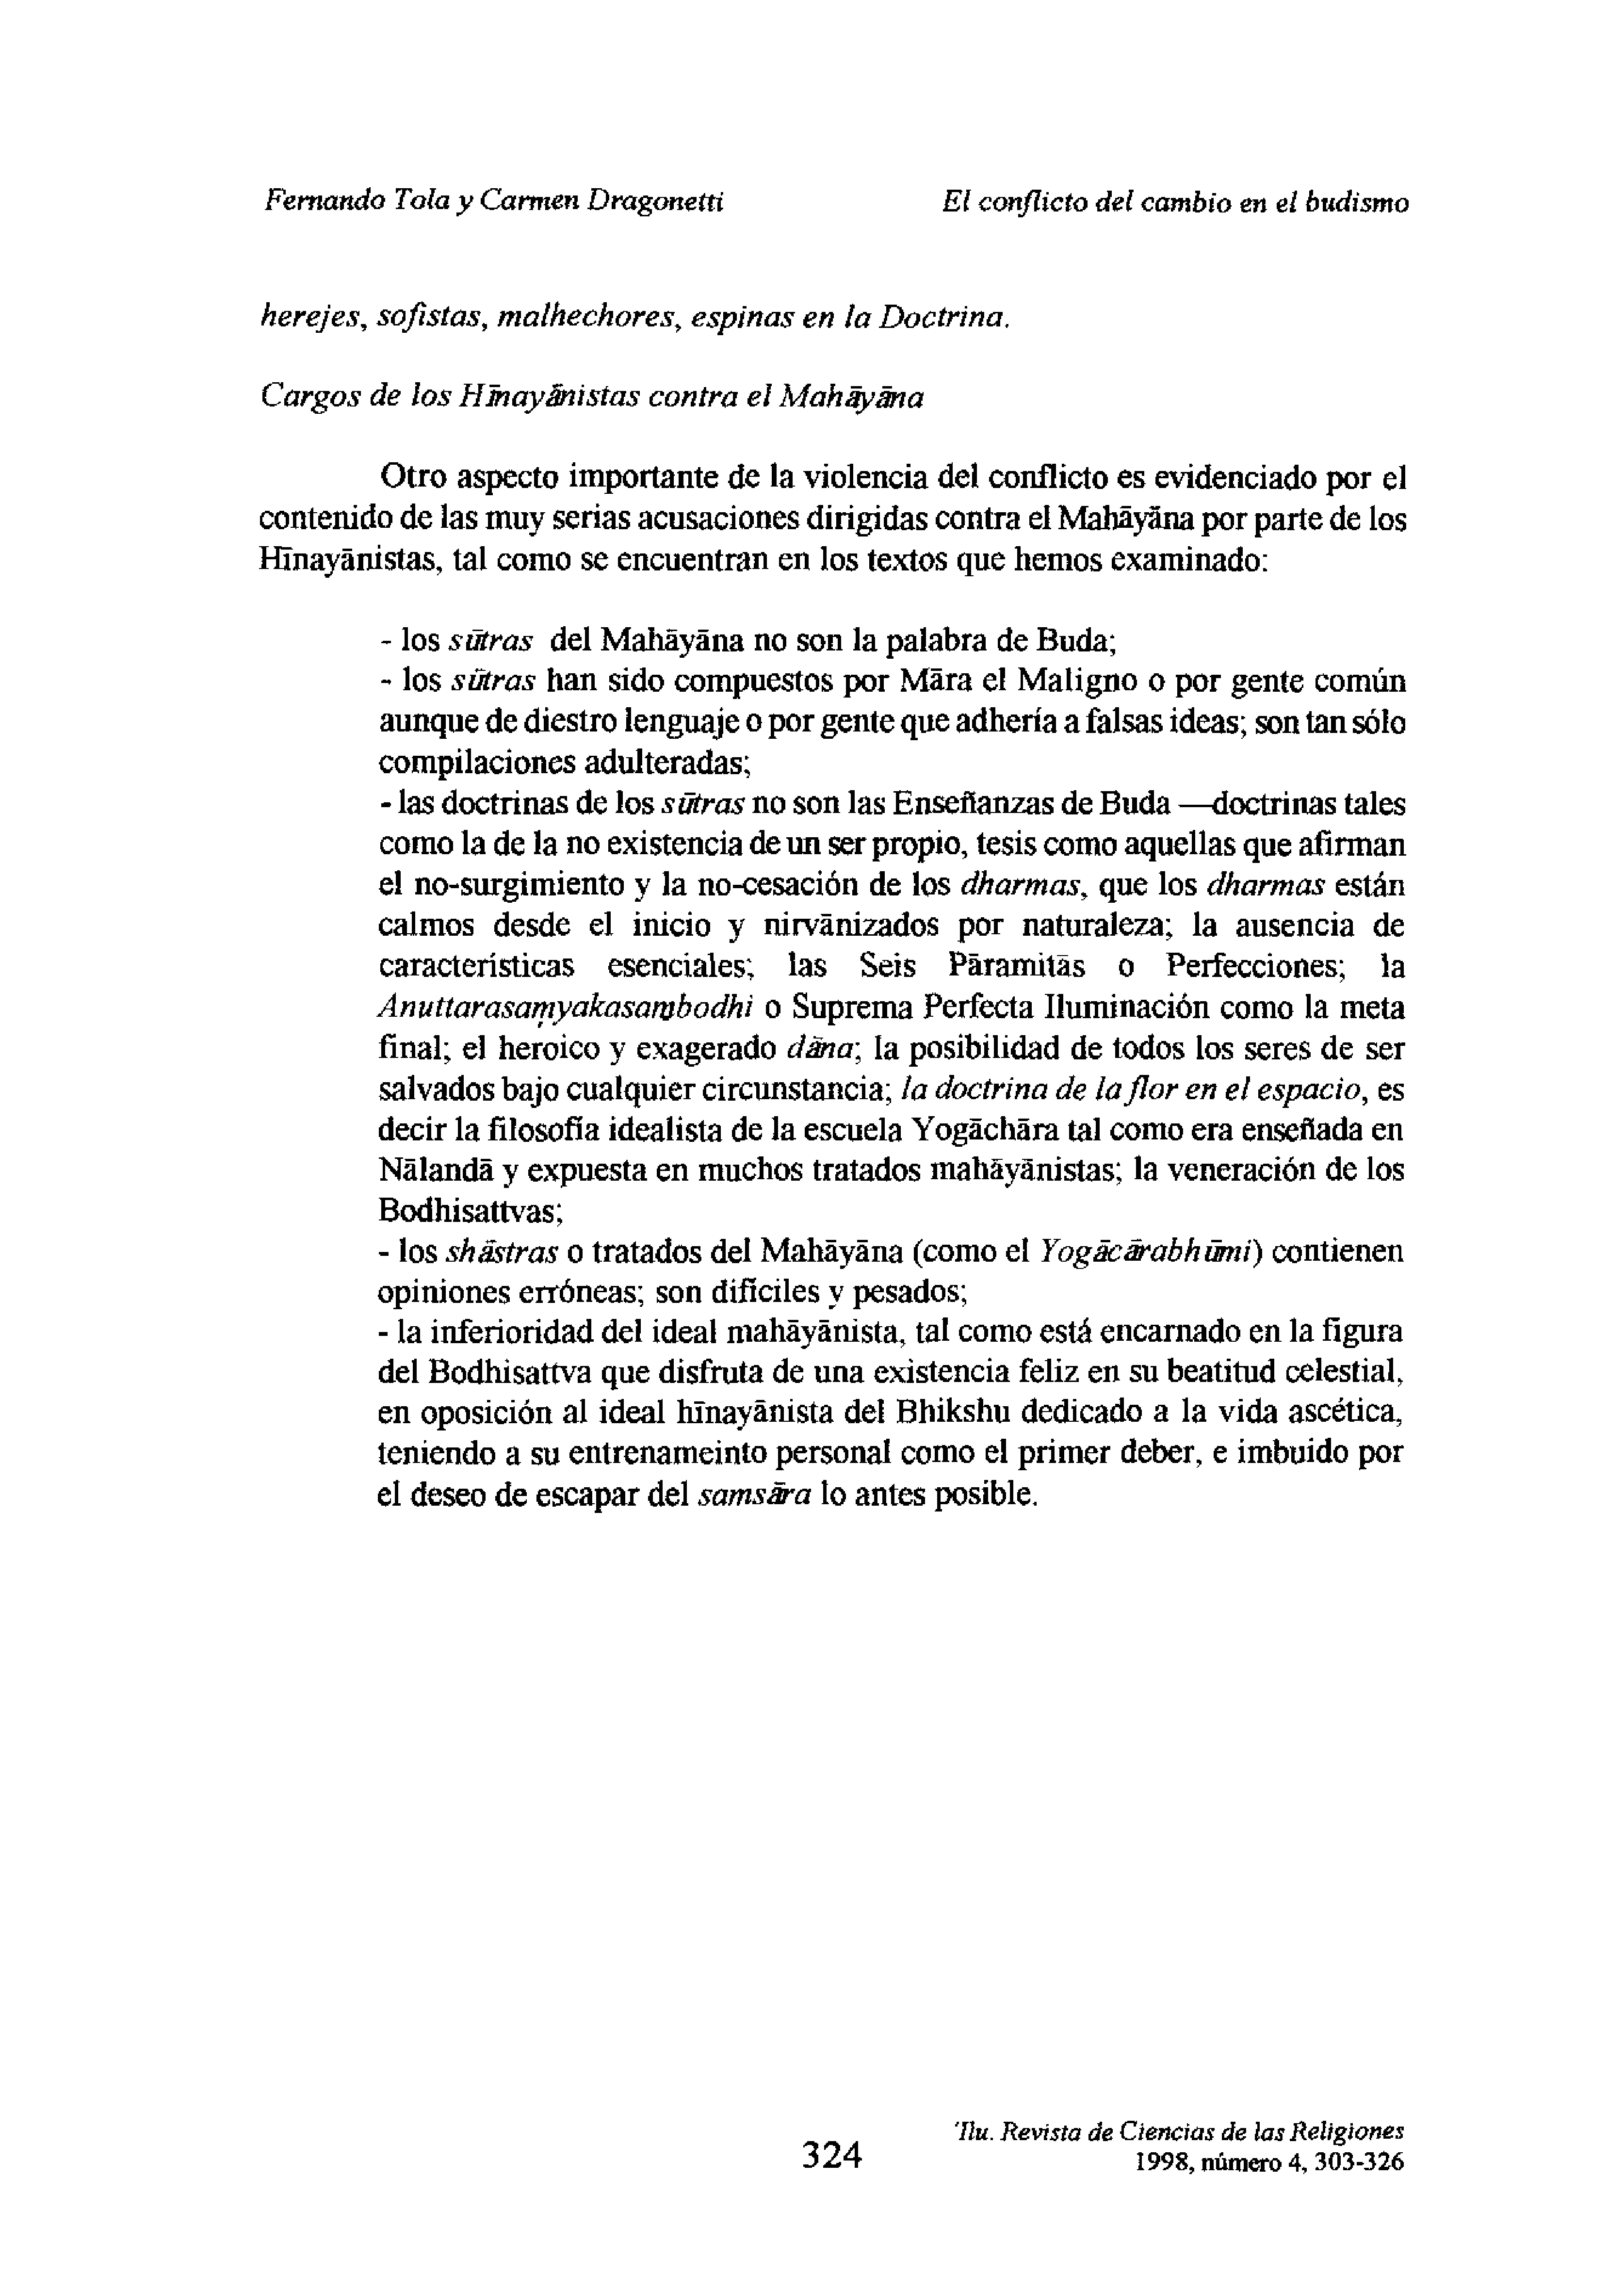 Fernando Tola y Carmen Dragonetti
El conflicto del cambio en el budismo
herejes, sofistas, malhechores, espinas en la Doctrina.
Cargos de los Hīnayānistas contra el Mahāyāna
Otro aspecto importante de la violencia del conflicto es evidenciado por el
contenido de las muy serias acusaciones dirigidas contra el Mahāyāna por parte de los
Hīnayānistas, tal como se encuentran en los textos que hemos examinado:
- los sūtras del Mahāyāna no son la palabra de Buda;
- los sūtras han sido compuestos por Māra el Maligno o por gente común
aunque de diestro lenguaje o por gente que adhería a falsas ideas; son tan sólo
compilaciones adulteradas;
- las doctrinas de los sūtras no son las Enseñanzas de Buda —doctrinas tales
como la de la no existencia de un ser propio, tesis como aquellas que afirman
el no-surgimiento y la no-cesación de los dharmas, que los dharmas están
calmos desde el inicio y nirvānizados por naturaleza; la ausencia de
características esenciales; las Seis Pāramitās o Perfecciones; la
Anuttarasaṃyakasaṃbodhi o Suprema Perfecta Iluminación como la meta
final; el heroico y exagerado dāna; la posibilidad de todos los seres de ser
salvados bajo cualquier circunstancia; la doctrina de la flor en el espacio, es
decir la filosofía idealista de la escuela Yogāchāra tal como era enseñada en
Nālandā y expuesta en muchos tratados mahāyānistas; la veneración de los
Bodhisattvas;
- los shāstras o tratados del Mahāyāna (como el Yogācārabhūmi) contienen
opiniones erróneas; son difíciles y pesados;
- la inferioridad del ideal mahāyānista, tal como está encarnado en la figura
del Bodhisattva que disfruta de una existencia feliz en su beatitud celestial,
en oposición al ideal hīnayānista del Bhikshu dedicado a la vida ascética,
teniendo a su entrenameinto personal como el primer deber, e imbuido por
el deseo de escapar del samsāra lo antes posible.
324
'Ilu. Revista de Ciencias de las Religiones
1998, número 4, 303-326